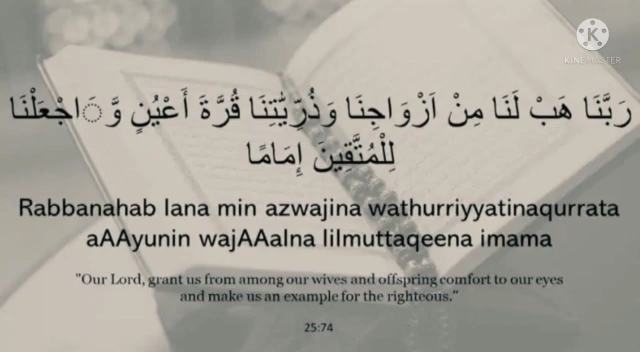 KINEMASTER
رَبَّنَا هَبْ لَنَا مِنْ اَزْوَاجِنَا وَذُرِّيّٰتِنَا قُرَّةَ أَعْيُنٍ وَّ◌َاجْعَلْنَا
لِلْمُتَّقِينَ إِمَامًا
Rabbanahab lana min azwajina wathurriyyatinaqurrata
aAAyunin wajAAalna lilmuttaqeena imama
"Our Lord, grant us from among our wives and offspring comfort to our eyes
and make us an example for the righteous."
25:74